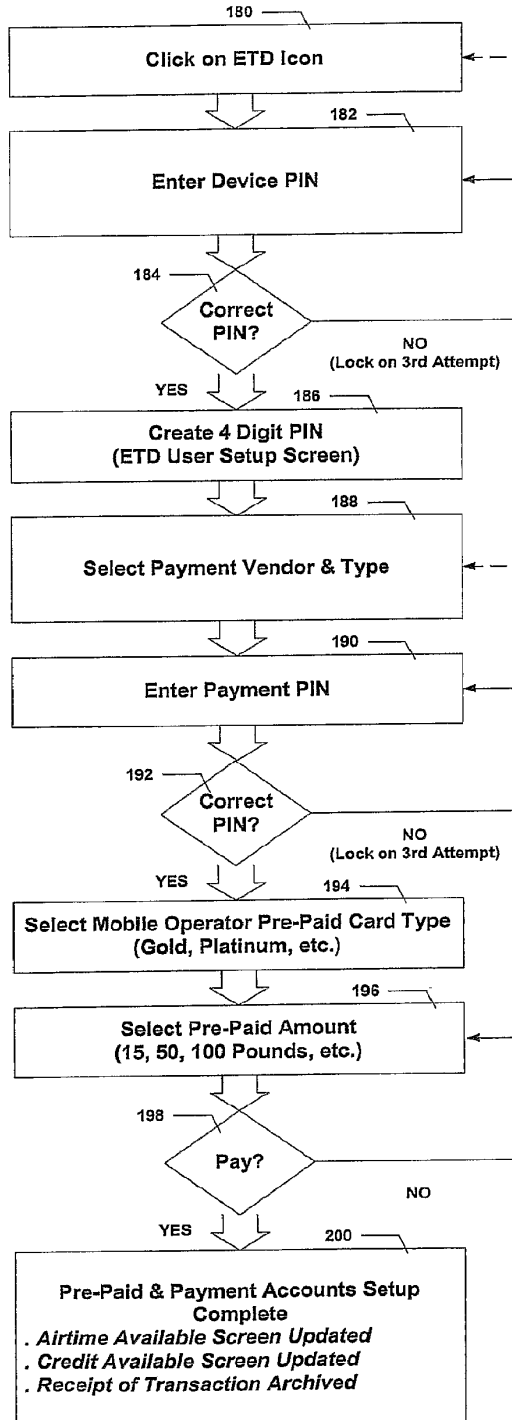 180
Click on ETD Icon
182
Enter Device PIN
184
Correct
PIN?
NO
(Lock on 3rd Attempt)
YES
186
Create 4 Digit PIN
(ETD User Setup Screen)
188
Select Payment Vendor & Type
190
Enter Payment PIN
192
Correct
PIN?
NO
(Lock on 3rd Attempt)
YES
194
Select Mobile Operator Pre-Paid Card Type
(Gold, Platinum, etc.)
196
Select Pre-Paid Amount
(15, 50, 100 Pounds, etc.)
198
Pay?
NO
YES
200
Pre-Paid & Payment Accounts Setup
Complete
. Airtime Available Screen Updated
. Credit Available Screen Updated
. Receipt of Transaction Archived